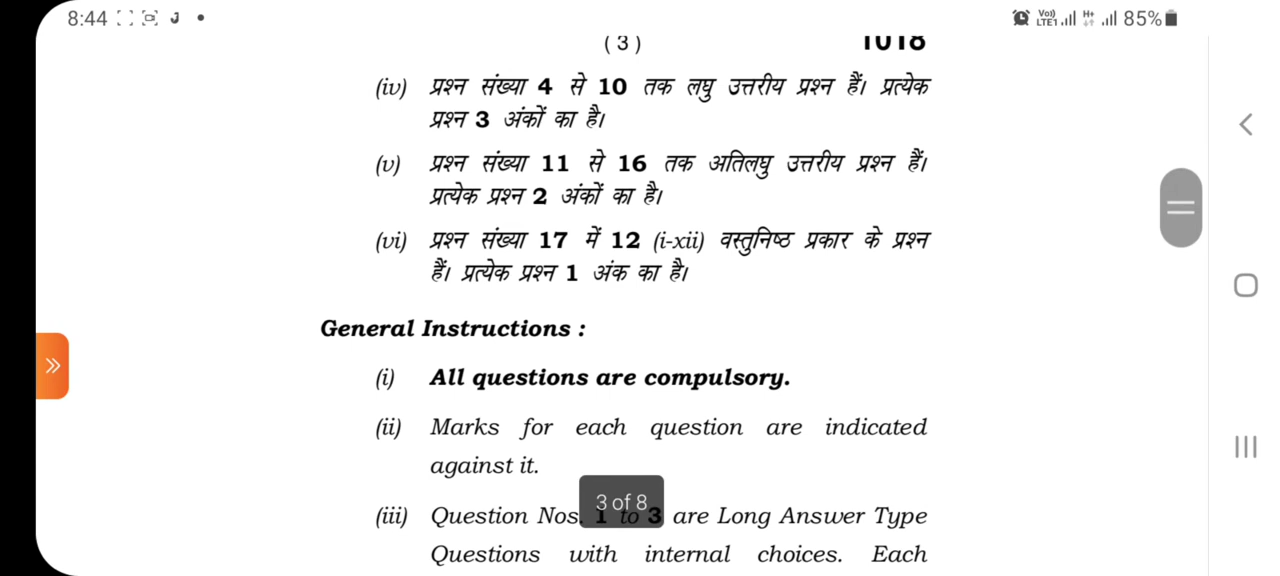 8:44 85%
Vo)) LTE1 H+
( 3 ) 1018
(iv) प्रश्न संख्या 4 से 10 तक लघु उत्तरीय प्रश्न हैं। प्रत्येक
प्रश्न 3 अंकों का है।
(v) प्रश्न संख्या 11 से 16 तक अतिलघु उत्तरीय प्रश्न हैं।
प्रत्येक प्रश्न 2 अंकों का है।
(vi) प्रश्न संख्या 17 में 12 (i-xii) वस्तुनिष्ठ प्रकार के प्रश्न
हैं। प्रत्येक प्रश्न 1 अंक का है।
General Instructions :
(i) All questions are compulsory.
(ii) Marks for each question are indicated
against it.
3 of 8
(iii) Question Nos. 1 to 3 are Long Answer Type
Questions with internal choices. Each